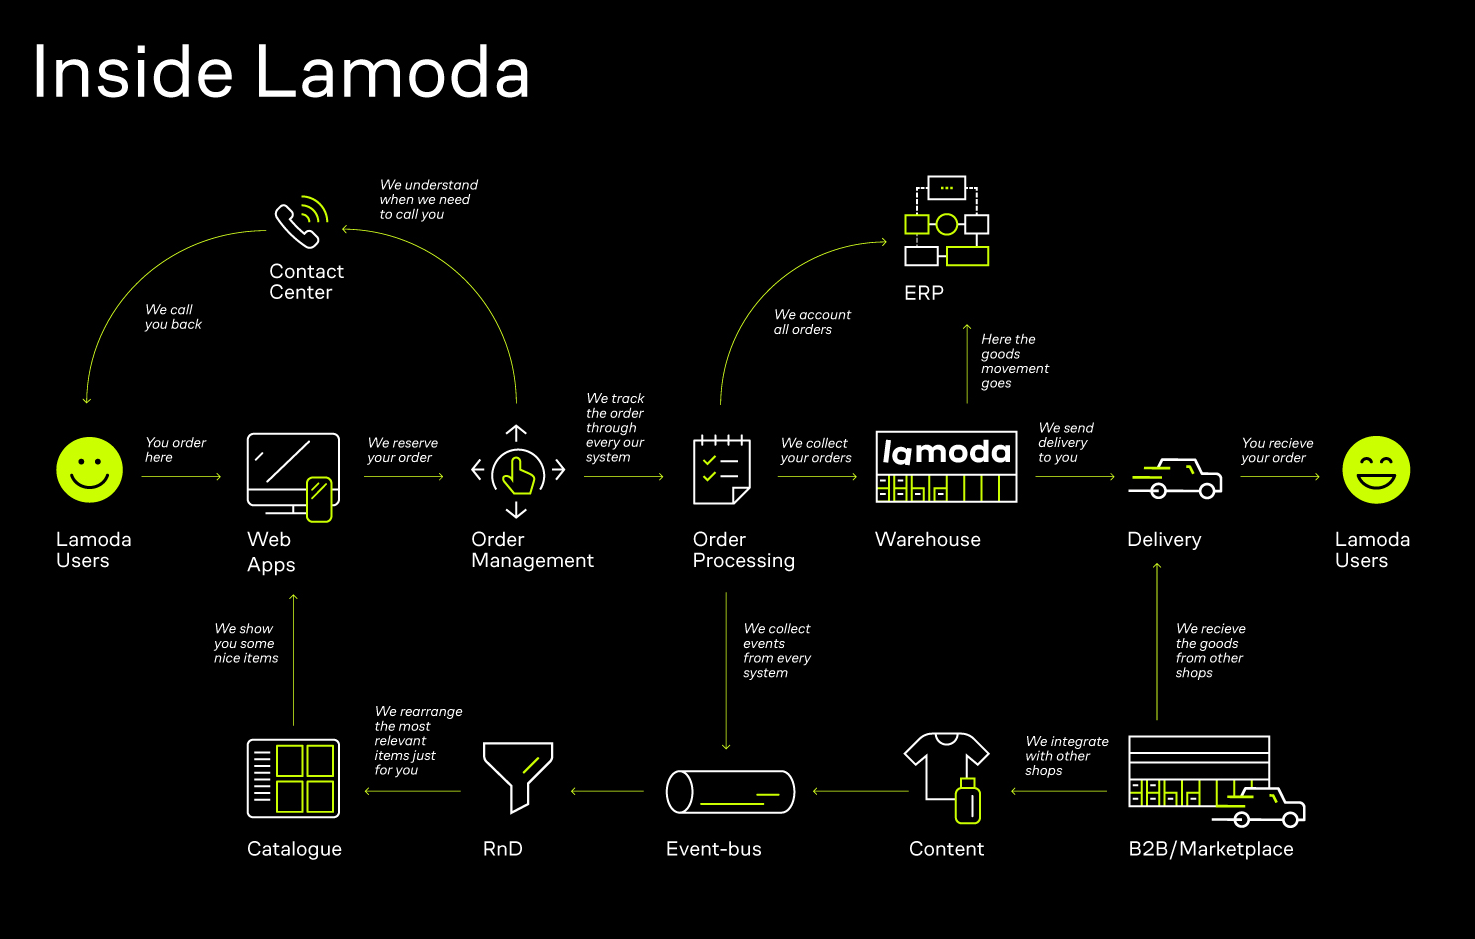 Inside Lamoda
We understand
when we need
to call you
Contact
Center
We call
you back
ERP
We account
all orders
Here the
goods
movement
goes
You order
here
We reserve
your order
We track
the order
through
every our
system
We collect
your orders
lamoda
We send
delivery
to you
You recieve
your order
Lamoda
Users
Web
Apps
Order
Management
Order
Processing
Warehouse
Delivery
Lamoda
Users
We show
you some
nice items
We collect
events
from every
system
We recieve
the goods
from other
shops
We rearrange
the most
relevant
items just
for you
We integrate
with other
shops
Catalogue
RnD
Event-bus
Content
B2B/Marketplace